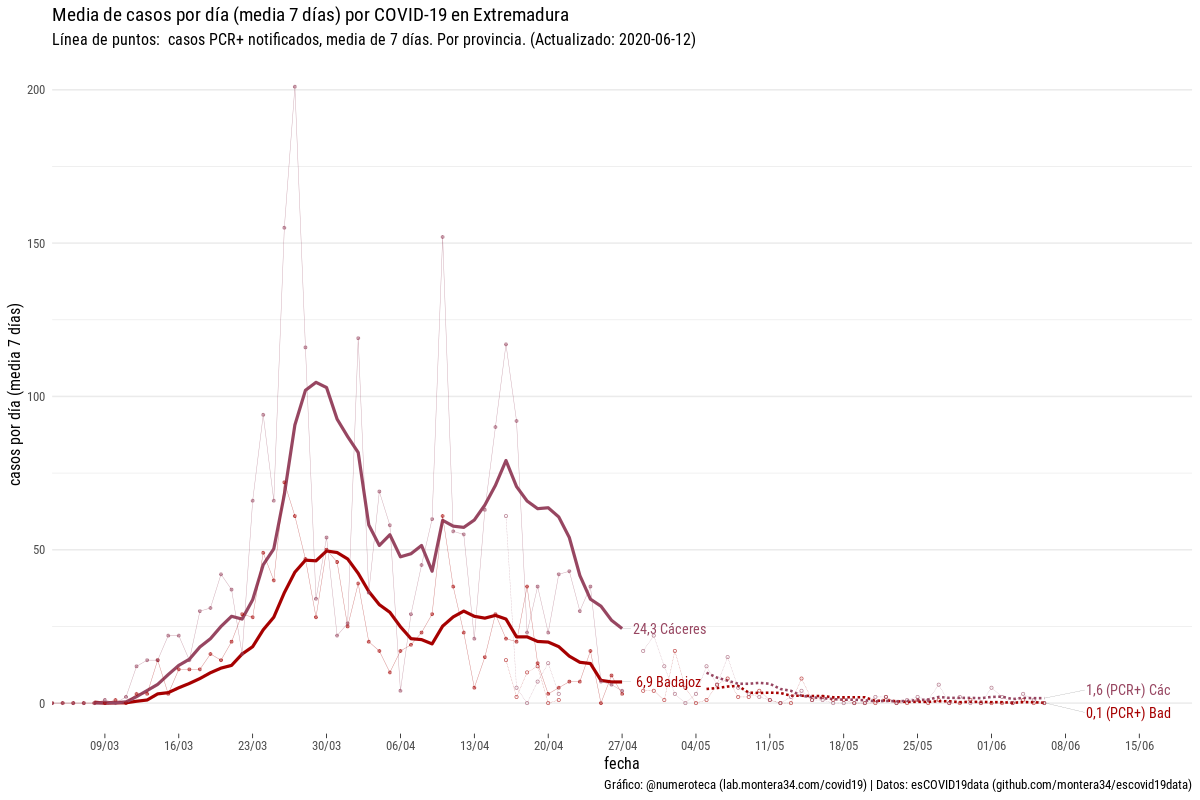 Media de casos por día (media 7 días) por COVID-19 en Extremadura
Línea de puntos:  casos PCR+ notificados, media de 7 días. Por provincia. (Actualizado: 2020-06-12)
casos por día (media 7 días)
200
150
100
50
0
24,3 Cáceres
6,9 Badajoz
1,6 (PCR+) Các
0,1 (PCR+) Bad
09/03 16/03 23/03 30/03 06/04 13/04 20/04 27/04 04/05 11/05 18/05 25/05 01/06 08/06 15/06
fecha
Gráfico: @numeroteca (lab.montera34.com/covid19) | Datos: esCOVID19data (github.com/montera34/escovid19data)